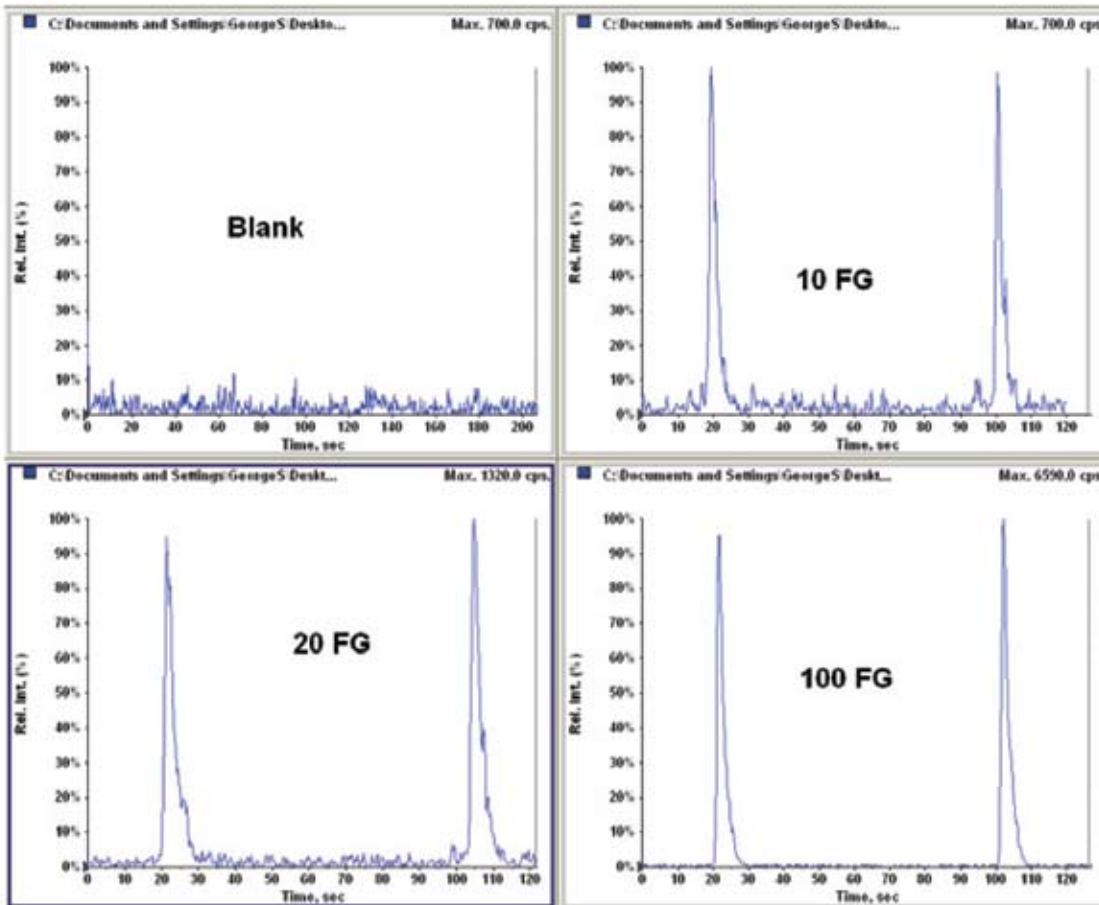 C:\Documents and Settings\GeorgeS\Deskto... Max. 700.0 cps.
100%
90%
80%
70%
60%
50%
40%
30%
20%
10%
0%
Rel. Int. (%)
Blank
0 20 40 60 80 100 120 140 160 180 200
Time, sec
C:\Documents and Settings\GeorgeS\Deskto... Max. 700.0 cps
100%
90%
80%
70%
60%
50%
40%
30%
20%
10%
0%
Rel. Int. (%)
10 FG
0 10 20 30 40 50 60 70 80 90 100 110 120
Time, sec
C:\Documents and Settings\GeorgeS\Deskt... Max. 1320.0 cps.
100%
90%
80%
70%
60%
50%
40%
30%
20%
10%
0%
Rel. Int. (%)
20 FG
0 10 20 30 40 50 60 70 80 90 100 110 120
Time, sec
C:\Documents and Settings\GeorgeS\Deskt... Max. 6590.0 cps
100%
90%
80%
70%
60%
50%
40%
30%
20%
10%
0%
Rel. Int. (%)
100 FG
0 10 20 30 40 50 60 70 80 90 100 110 120
Time, sec